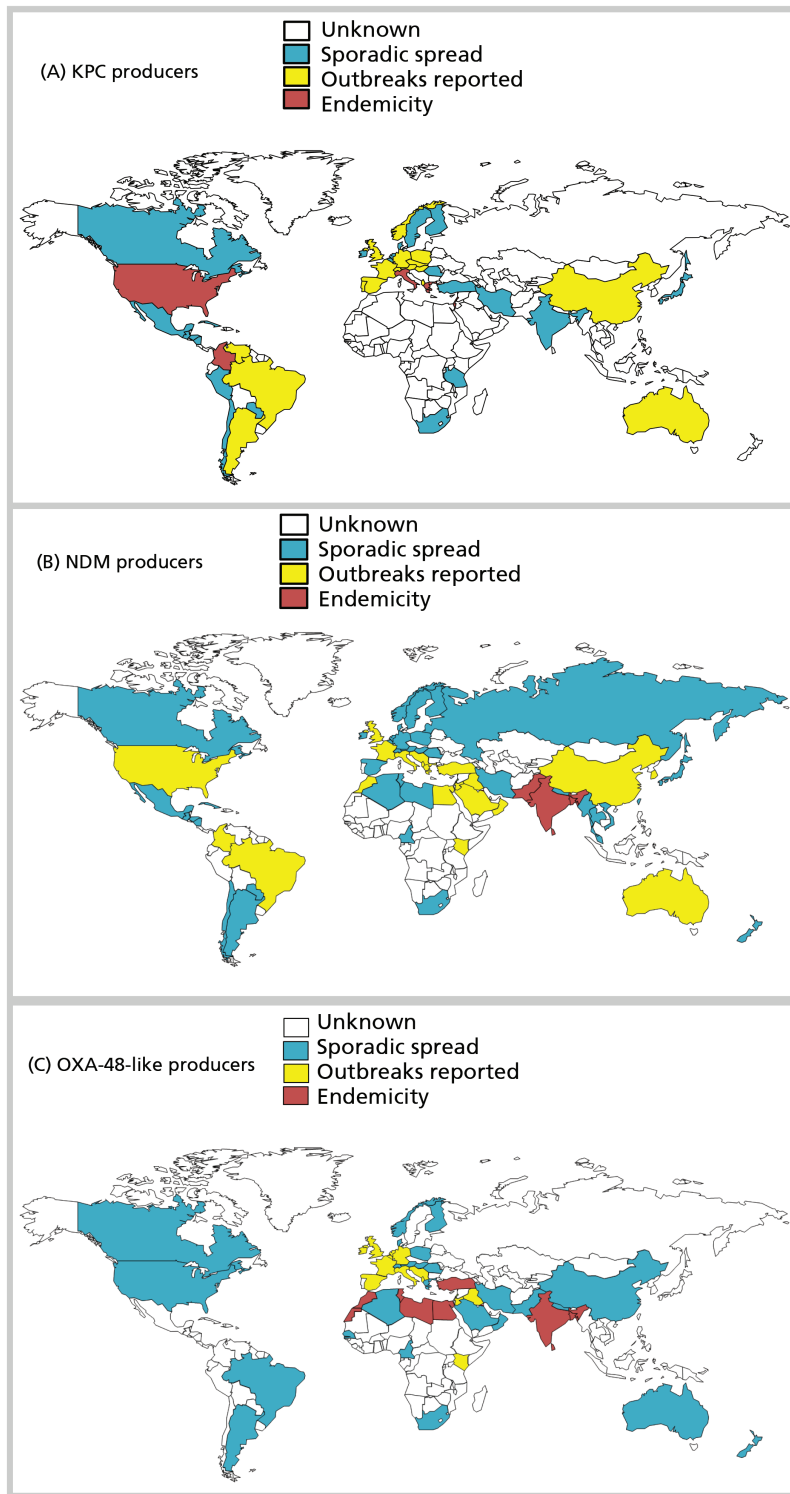 (A) KPC producers
Unknown
Sporadic spread
Outbreaks reported
Endemicity
(B) NDM producers
Unknown
Sporadic spread
Outbreaks reported
Endemicity
(C) OXA-48-like producers
Unknown
Sporadic spread
Outbreaks reported
Endemicity